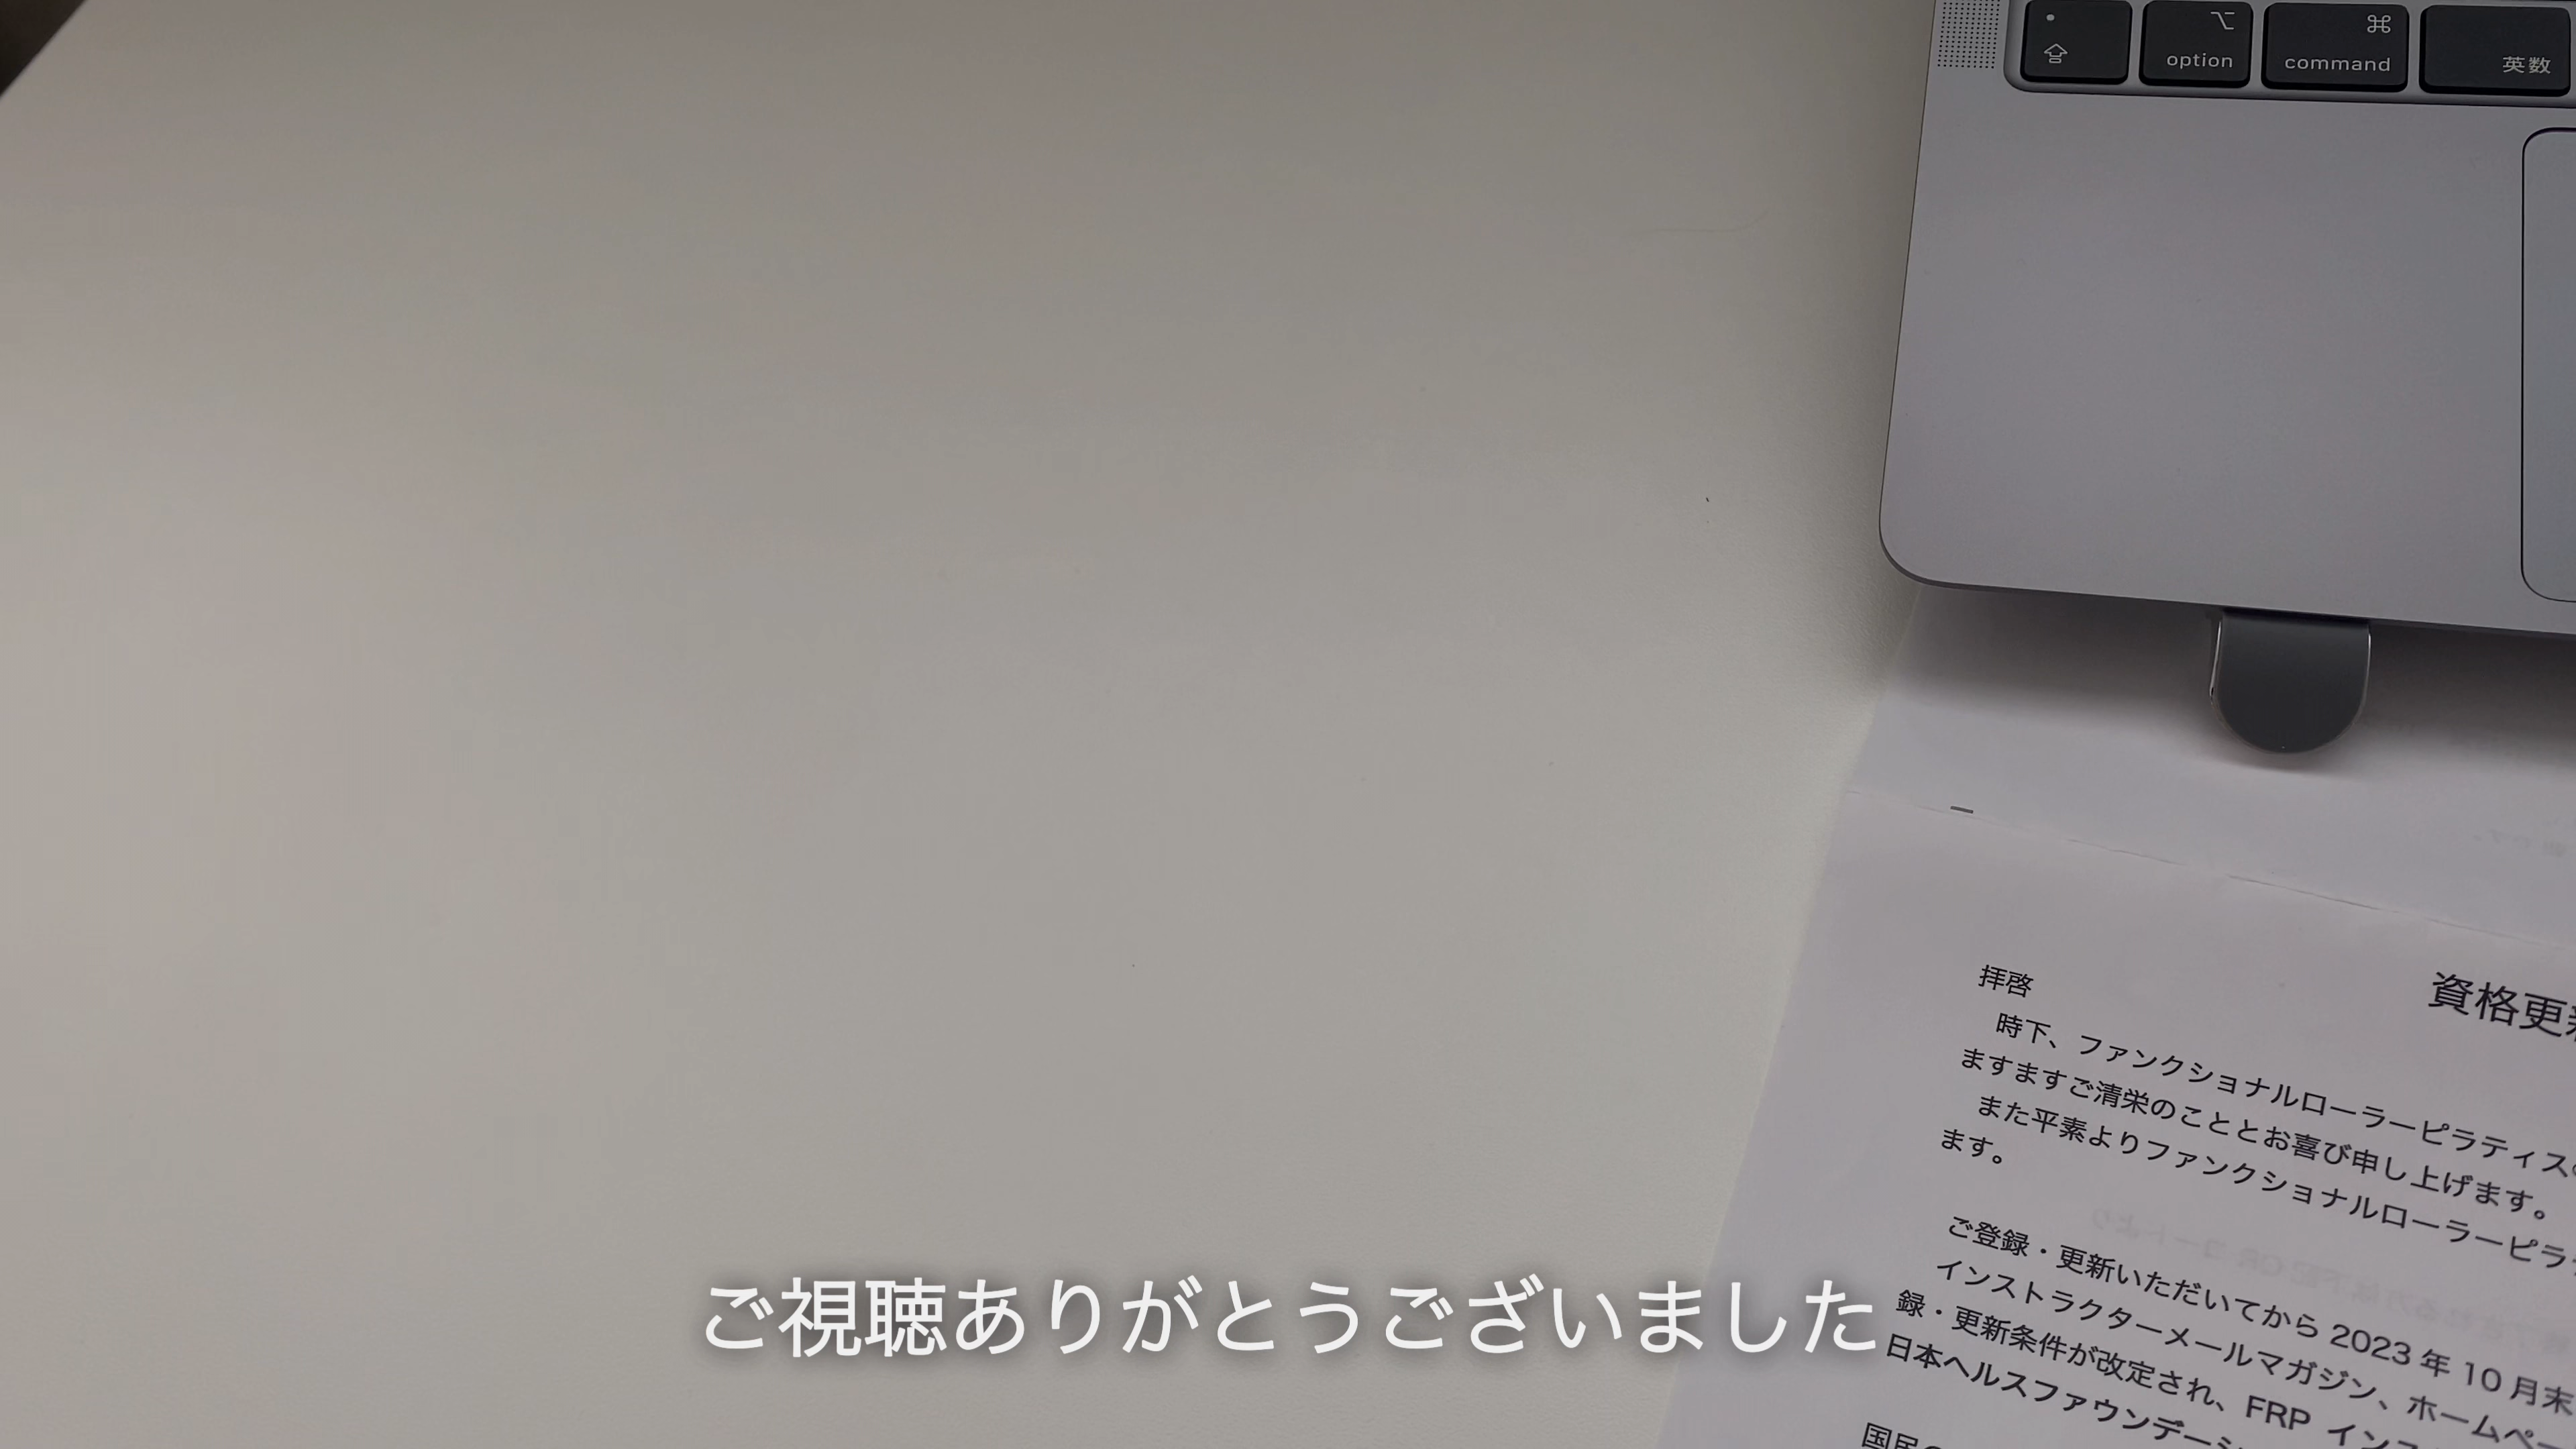 option
command
英数
拝啓
資格更新
時下、ファンクショナルローラーピラティス
ますますご清栄のこととお喜び申し上げます。
また平素よりファンクショナルローラーピラ
ます。
ご登録・更新いただいてから 2023 年 10 月末
インストラクターメールマガジン、ホームペー
録・更新条件が改定され、FRP インス
日本ヘルスファウンデーシ
国民
ご視聴ありがとうございました